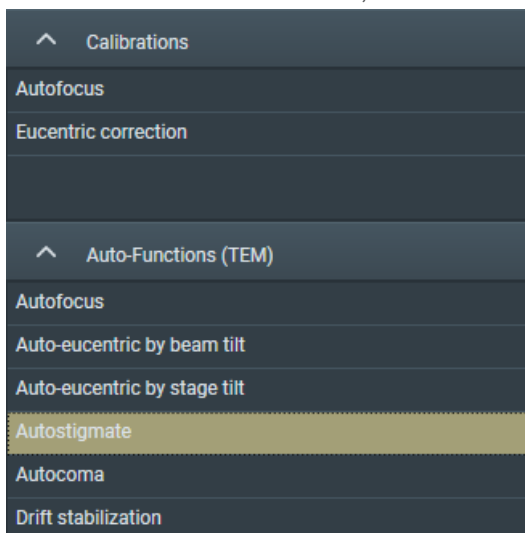 Calibrations
Autofocus
Eucentric correction
Auto-Functions (TEM)
Autofocus
Auto-eucentric by beam tilt
Auto-eucentric by stage tilt
Autostigmate
Autocoma
Drift stabilization